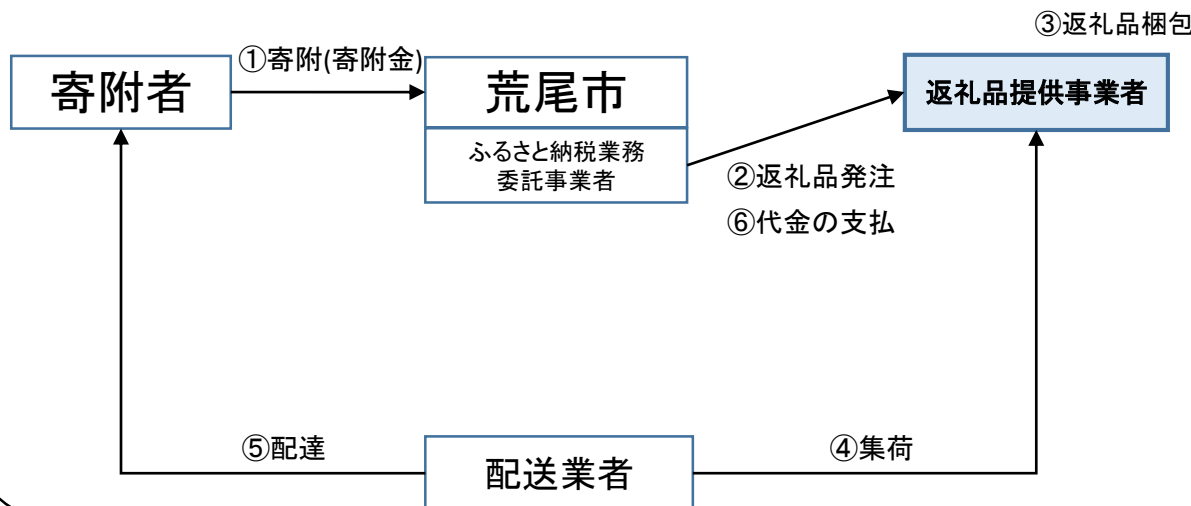 ③返礼品梱包
①寄附(寄附金)
寄附者
荒尾市
返礼品提供事業者
ふるさと納税業務
委託事業者
②返礼品発注
⑥代金の支払
⑤配達
④集荷
配送業者